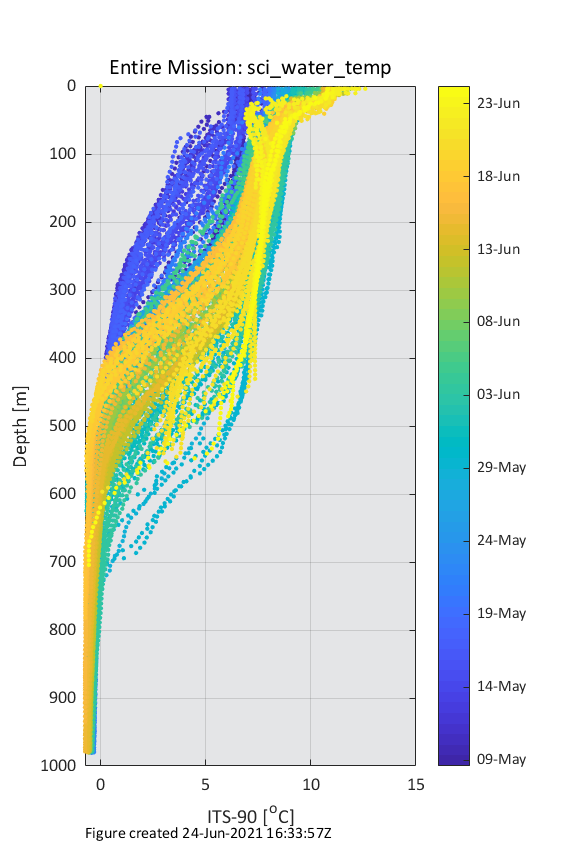 Entire Mission: sci_water_temp
0
100
200
300
400
500
600
700
800
900
1000
Depth [m]
0 5 10 15
ITS-90 [°C]
Figure created 24-Jun-2021 16:33:57Z
23-Jun
18-Jun
13-Jun
08-Jun
03-Jun
29-May
24-May
19-May
14-May
09-May